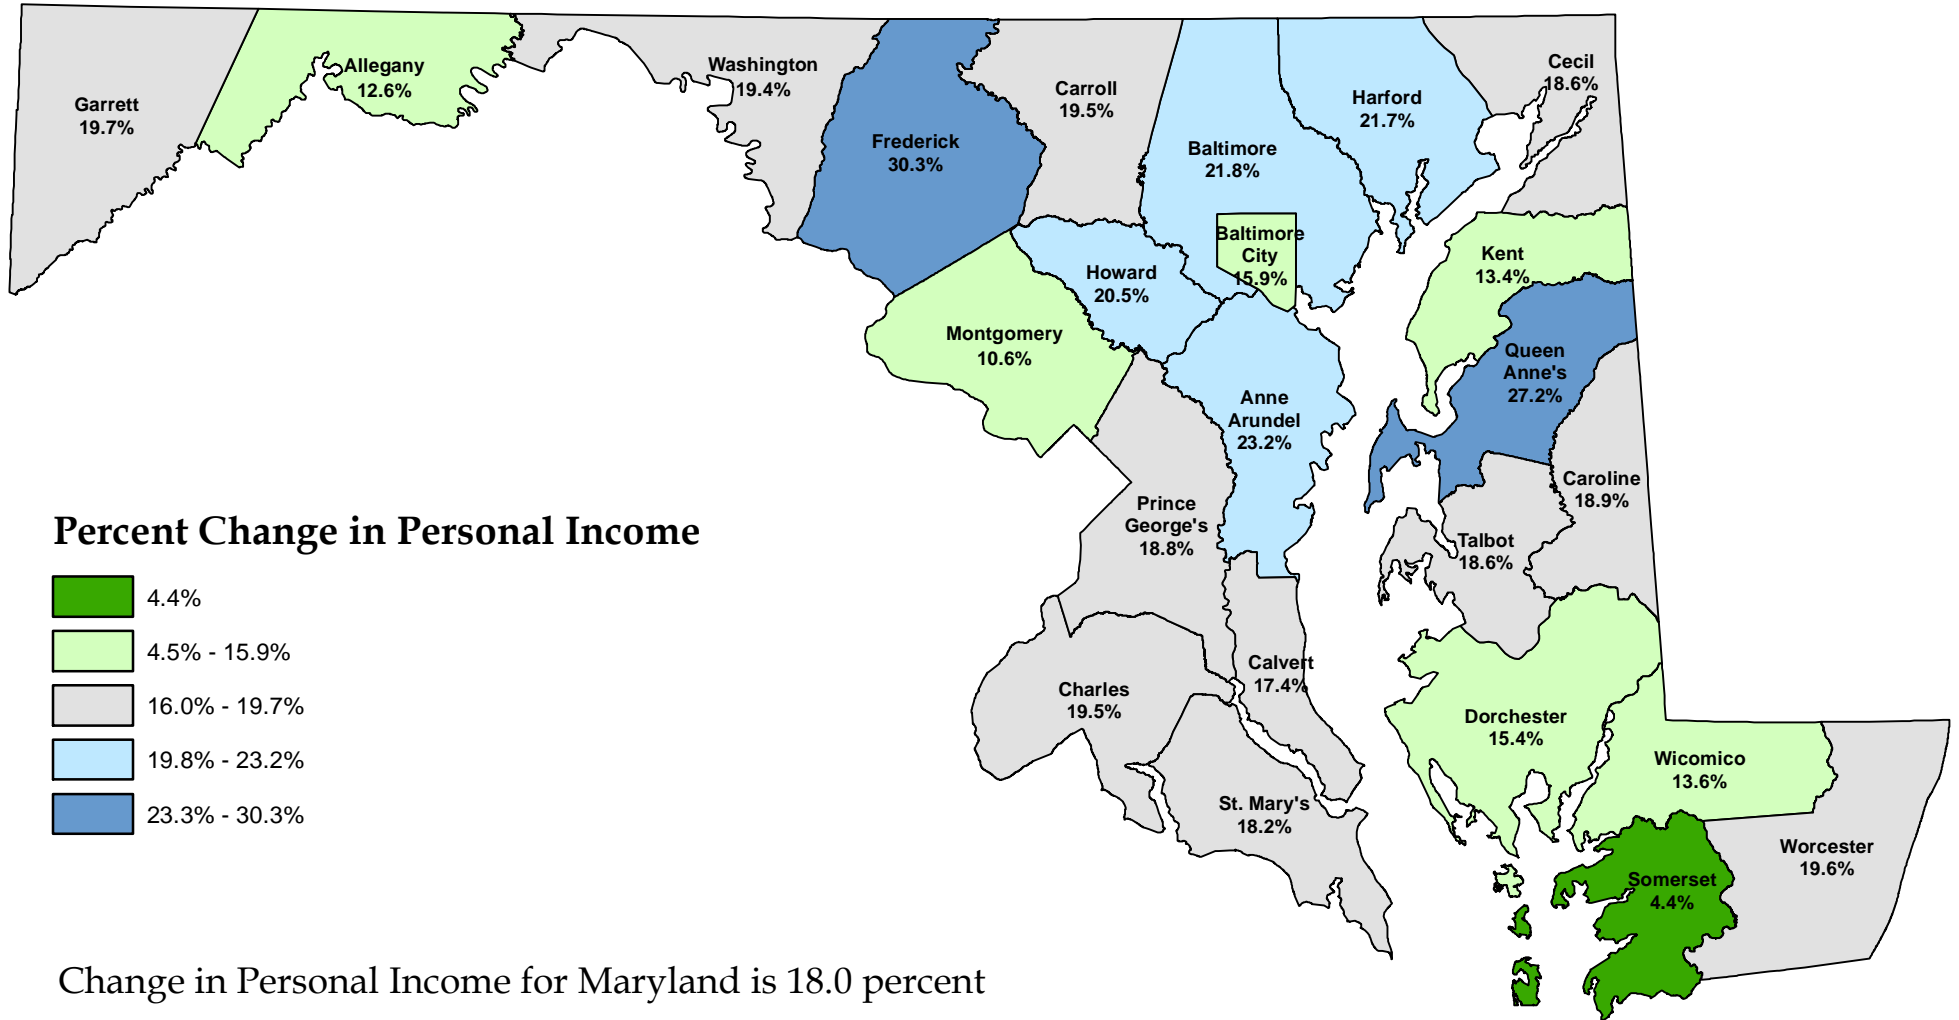 Garrett
19.7%
Allegany
12.6%
Washington
19.4%
Frederick
30.3%
Carroll
19.5%
Baltimore
21.8%
Harford
21.7%
Cecil
18.6%
Baltimore
City
15.9%
Howard
20.5%
Montgomery
10.6%
Kent
13.4%
Queen
Anne's
27.2%
Anne
Arundel
23.2%
Caroline
18.9%
Prince
George's
18.8%
Talbot
18.6%
Calvert
17.4%
Charles
19.5%
Dorchester
15.4%
Wicomico
13.6%
St. Mary's
18.2%
Worcester
19.6%
Somerset
4.4%
Percent Change in Personal Income
4.4%
4.5% - 15.9%
16.0% - 19.7%
19.8% - 23.2%
23.3% - 30.3%
Change in Personal Income for Maryland is 18.0 percent